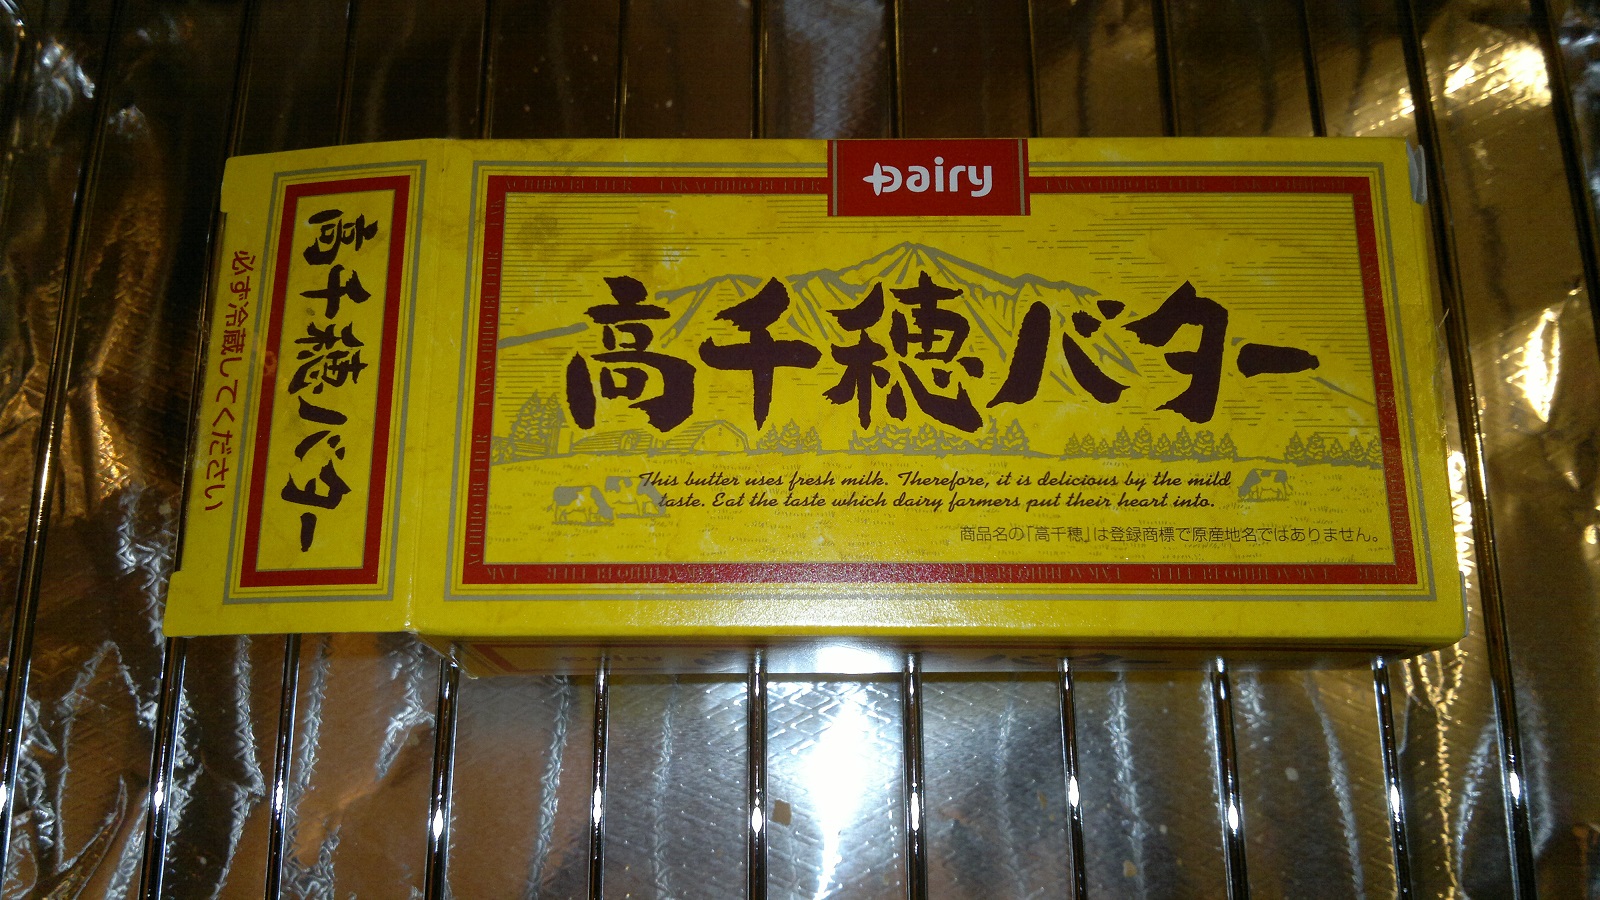 高千穂バター
必ず冷蔵してください
Dairy
TAKACHIHO BUTTER
高千穂バター
This butter uses fresh milk. Therefore, it is delicious by the mild
taste. Eat the taste which dairy farmers put their heart into.
商品名の「高千穂」は登録商標で原産地名ではありません。
Dairy